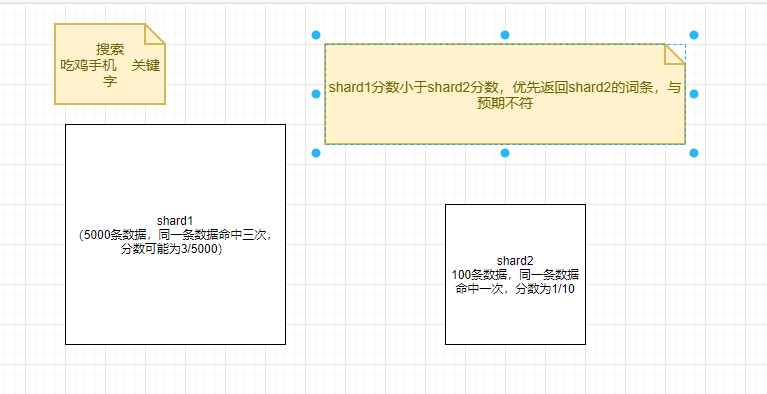 搜索
吃鸡手机 关键
字
shard1分数小于shard2分数，优先返回shard2的词条，与
预期不符
shard1
（5000条数据，同一条数据命中三次，
分数可能为3/5000）
shard2
100条数据，同一条数据
命中一次，分数为1/10